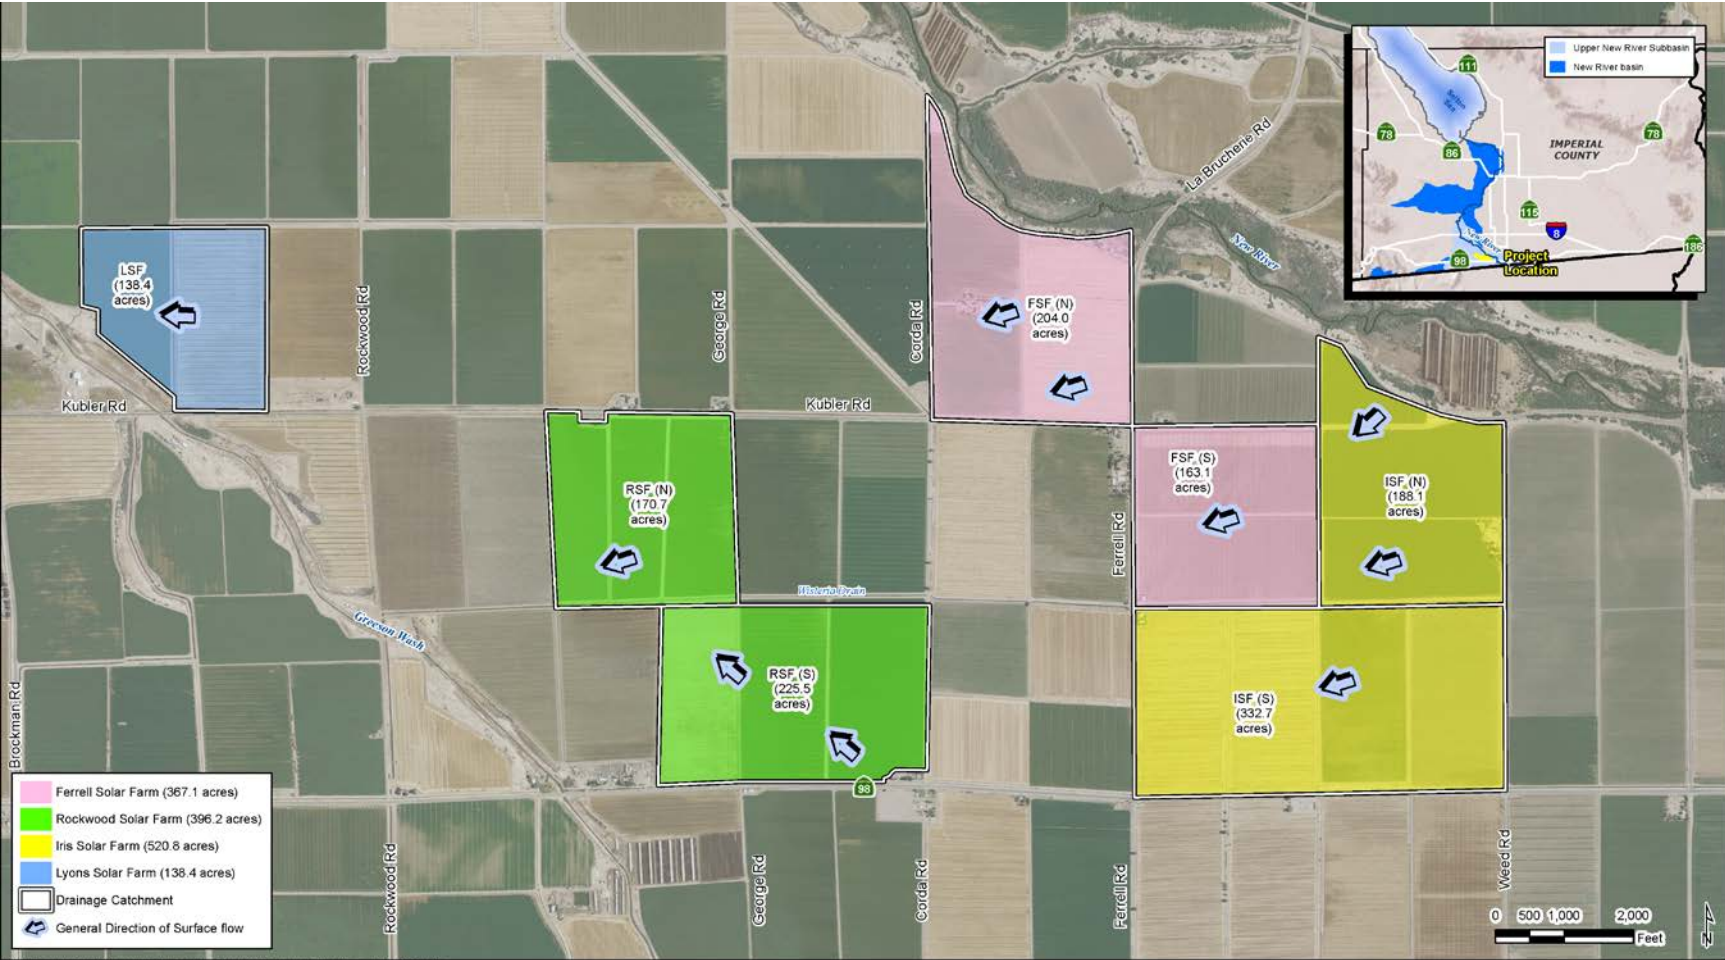 Upper New River Subbasin
New River basin
111
Salton
Sea
78
86
IMPERIAL
COUNTY
78
115
8
New River
98
186
Project
Location
La Brucherie Rd
New River
LSF
(138.4
acres)
Rockwood Rd
George Rd
Corda Rd
FSF (N)
(204.0
acres)
Kubler Rd
Kubler Rd
RSF (N)
(170.7
acres)
FSF (S)
(163.1
acres)
ISF (N)
(188.1
acres)
Ferrell Rd
Wisteria Drain
Greeson Wash
RSF (S)
(225.5
acres)
ISF (S)
(332.7
acres)
Brockman Rd
98
Ferrell Solar Farm (367.1 acres)
Rockwood Solar Farm (396.2 acres)
Iris Solar Farm (520.8 acres)
Lyons Solar Farm (138.4 acres)
Drainage Catchment
General Direction of Surface flow
Rockwood Rd
George Rd
Corda Rd
Ferrell Rd
Weed Rd
0 500 1,000 2,000
Feet
N